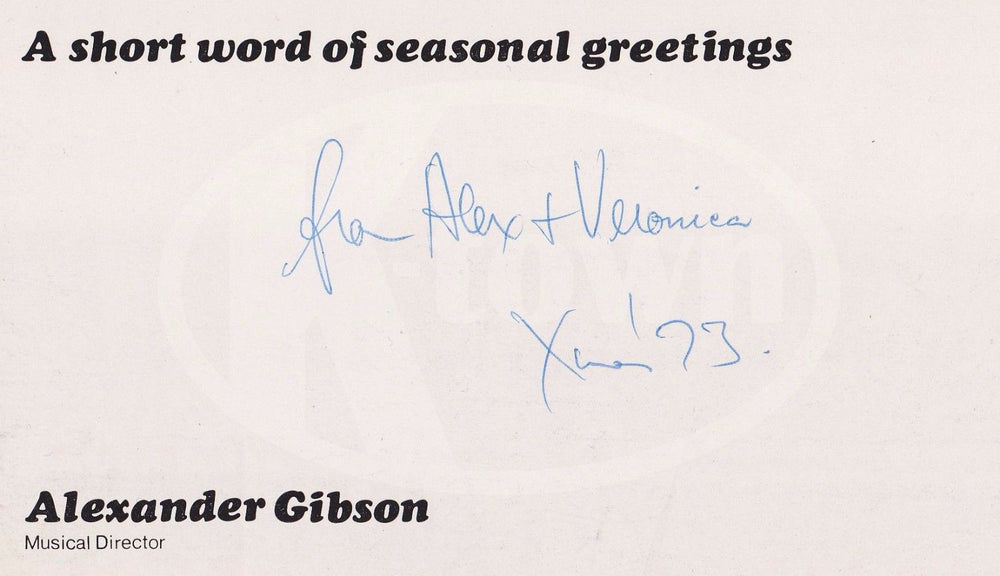 A short word of seasonal greetings
from Alex + Veronica
Xmas '73.
Alexander Gibson
Musical Director